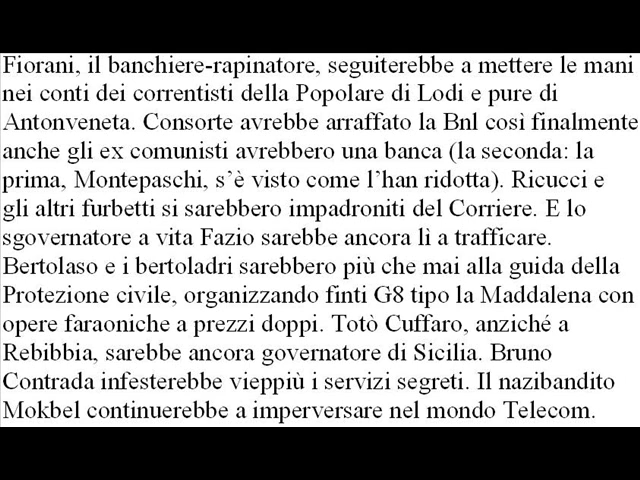 Fiorani, il banchiere-rapinatore, seguiterebbe a mettere le mani
nei conti dei correntisti della Popolare di Lodi e pure di
Antonveneta. Consorte avrebbe arraffato la Bnl così finalmente
anche gli ex comunisti avrebbero una banca (la seconda: la
prima, Montepaschi, s’è visto come l’han ridotta). Ricucci e
gli altri furbetti si sarebbero impadroniti del Corriere. E lo
sgovernatore a vita Fazio sarebbe ancora lì a trafficare.
Bertolaso e i bertoladri sarebbero più che mai alla guida della
Protezione civile, organizzando finti G8 tipo la Maddalena con
opere faraoniche a prezzi doppi. Totò Cuffaro, anziché a
Rebibbia, sarebbe ancora governatore di Sicilia. Bruno
Contrada infesterebbe vieppiù i servizi segreti. Il nazibandito
Mokbel continuerebbe a imperversare nel mondo Telecom.